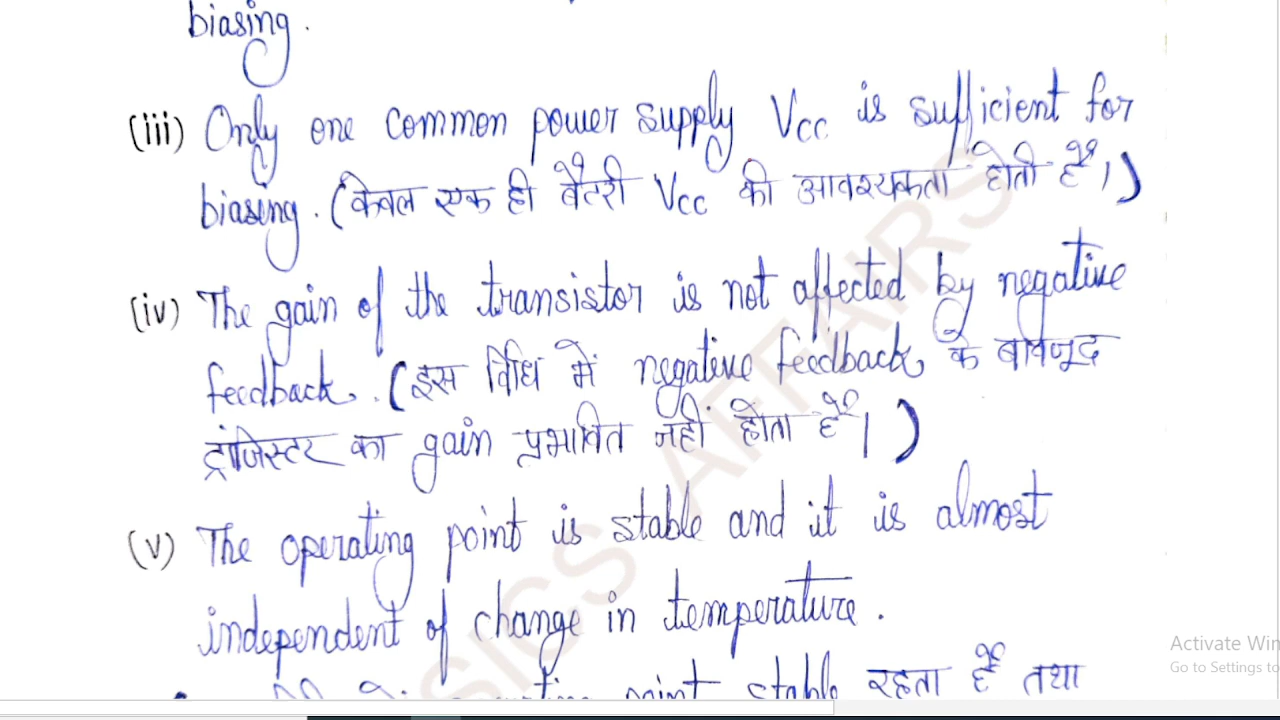 biasing.
(iii) Only one common power supply Vcc is sufficient for
biasing. (केवल एक ही बैटरी Vcc की आवश्यकता होती है।)
(iv) The gain of the transistor is not affected by negative
feedback. (इस विधि में negative feedback के बावजूद
ट्रांजिस्टर का gain प्रभावित नहीं होता है।)
(v) The operating point is stable and it is almost
independent of change in temperature.
point stable रहता है तथा
SICS AFFAIRS
Activate Win
Go to Settings to